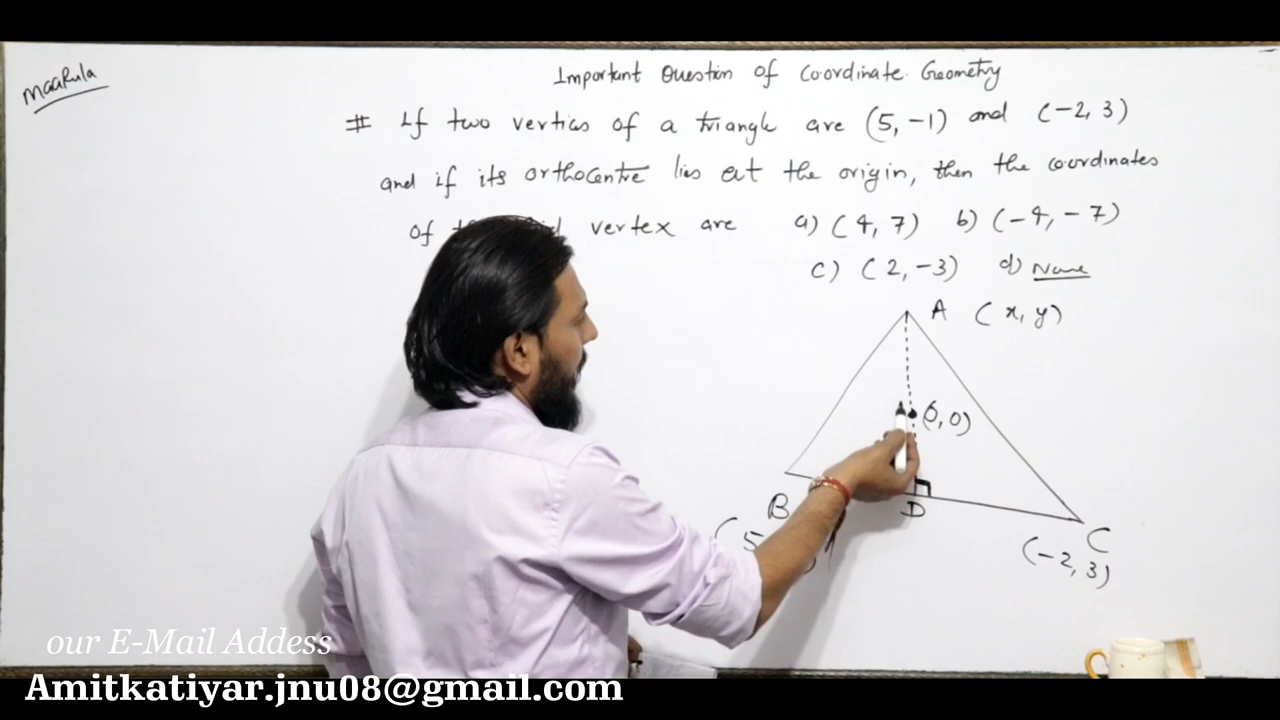 maaRula
Important Question of Coordinate Geometry
# If two vertics of a triangle are (5, -1) and (-2, 3)
and if its orthocentre lies at the origin, then the coordinates
of vertex are a) (4, 7) b) (-4, -7)
c) (2, -3) d) None
A (x, y)
(0, 0)
B
D
C
(5
(-2, 3)
our E-Mail Addess
Amitkatiyar.jnu08@gmail.com